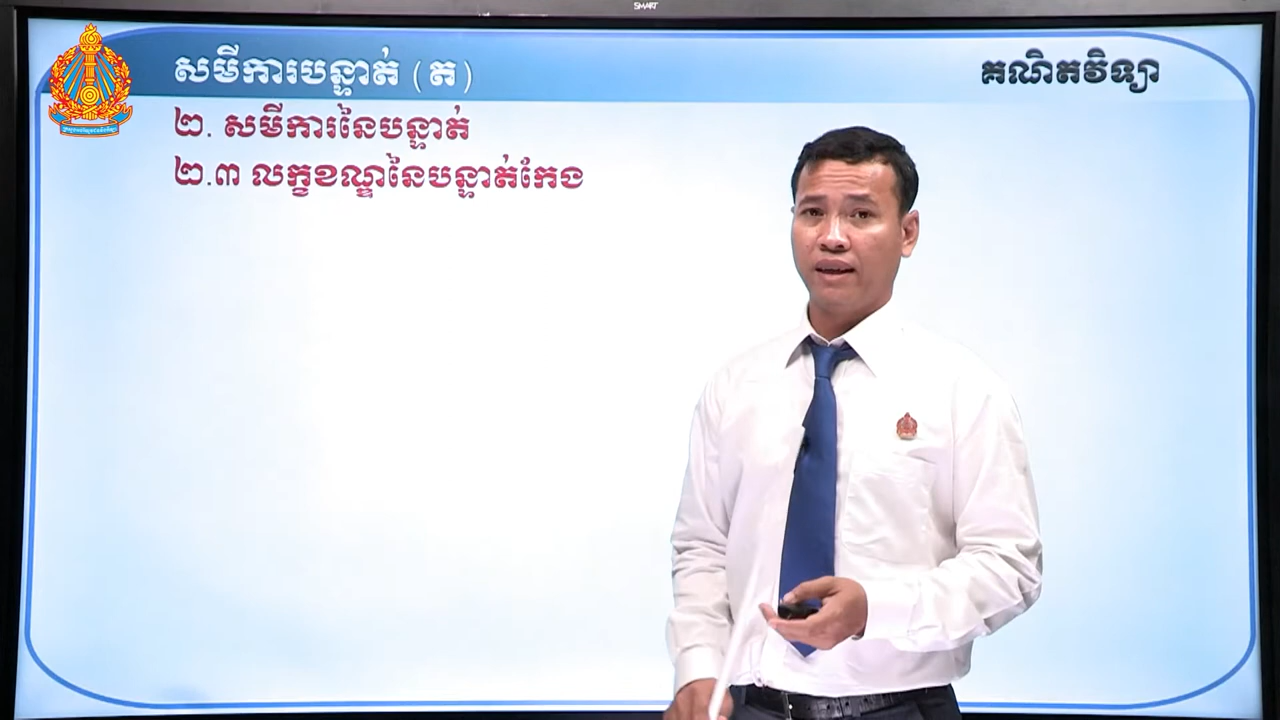 SMART
សមីការបន្ទាត់ (ត)
គណិតវិទ្យា
២. សមីការនៃបន្ទាត់
២.៣ លក្ខខណ្ឌនៃបន្ទាត់កែង